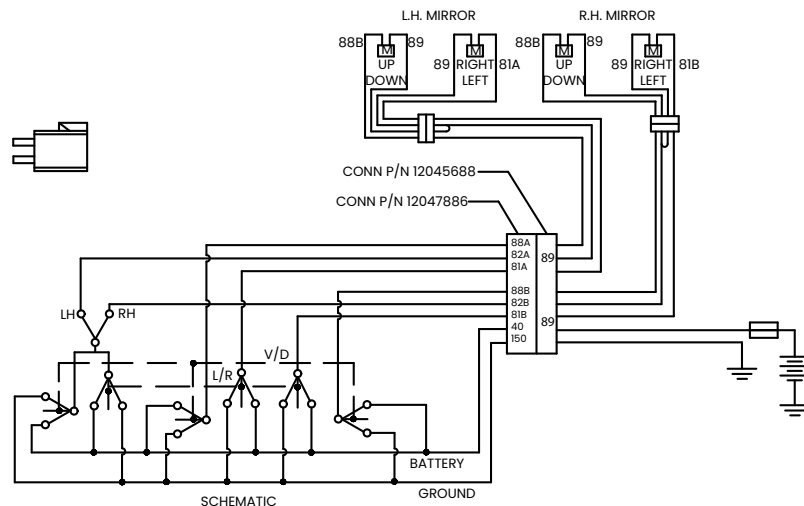 L.H. MIRROR
R.H. MIRROR
88B
M
89
M
88B
M
89
M
UP
DOWN
89
RIGHT
LEFT
81A
UP
DOWN
89
RIGHT
LEFT
81B
CONN P/N 12045688
CONN P/N 12047886
88A
82A
89
81A
88B
82B
81B
89
40
150
LH
RH
V/D
L/R
BATTERY
GROUND
SCHEMATIC